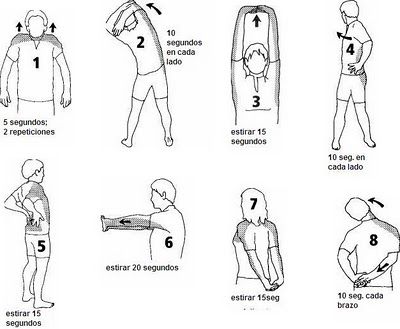 1
5 segundos;
2 repeticiones
2
10
segundos
en cada
lado
3
estirar 15
segundos
4
10 seg. en
cada lado
5
estirar 15
segundos
6
estirar 20 segundos
7
estirar 15seg
8
10 seg. cada
brazo